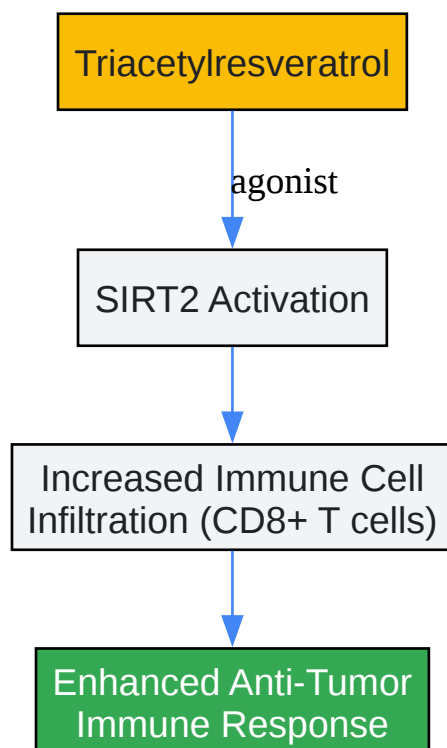 Triacetylresveratrol
agonist
SIRT2 Activation
Increased Immune Cell
Infiltration (CD8+ T cells)
Enhanced Anti-Tumor
Immune Response